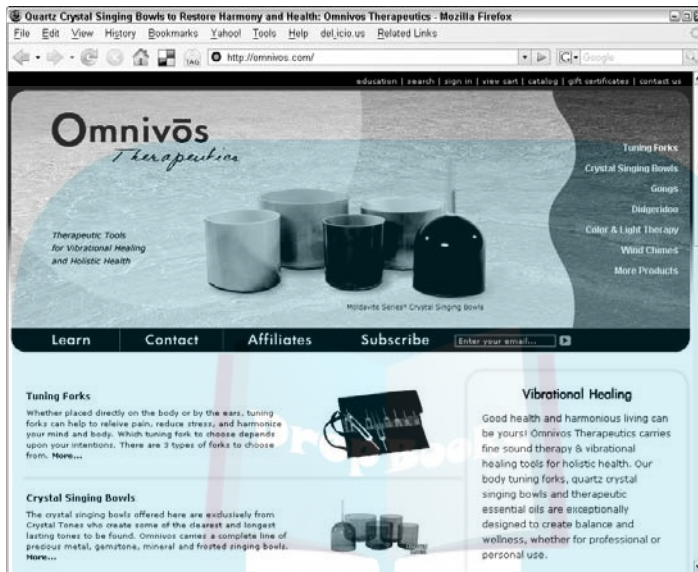 Quartz Crystal Singing Bowls to Restore Harmony and Health: Omnivos Therapeutics - Mozilla Firefox
File Edit View History Bookmarks Yahoo! Tools Help del.icio.us Related Links
TAG http://omnivos.com/ G Google
education | search | sign in | view cart | catalog | gift certificates | contact us
Omnivōs
Therapeutics
Therapeutic Tools
for Vibrational Healing
and Holistic Health
Moldavite Series* Crystal Singing Bowls
Tuning Forks
Crystal Singing Bowls
Gongs
Didgeridoo
Color & Light Therapy
Wind Chimes
More Products
Learn Contact Affiliates Subscribe Enter your email...
Tuning Forks
Whether placed directly on the body or by the ears, tuning
forks can help to releive pain, reduce stress, and harmonize
your mind and body. Which tuning fork to choose depends
upon your intentions. There are 3 types of forks to choose
from. More...
Crystal Singing Bowls
The crystal singing bowls offered here are exclusively from
Crystal Tones who create some of the clearest and longest
lasting tones to be found. Omnivos carries a complete line of
precious metal, gemstone, mineral and frosted singing bowls.
More...
Vibrational Healing
Good health and harmonious living can
be yours! Omnivos Therapeutics carries
fine sound therapy & vibrational
healing tools for holistic health. Our
body tuning forks, quartz crystal
singing bowls and therapeutic
essential oils are exceptionally
designed to create balance and
wellness, whether for professional or
personal use.
DropBooks